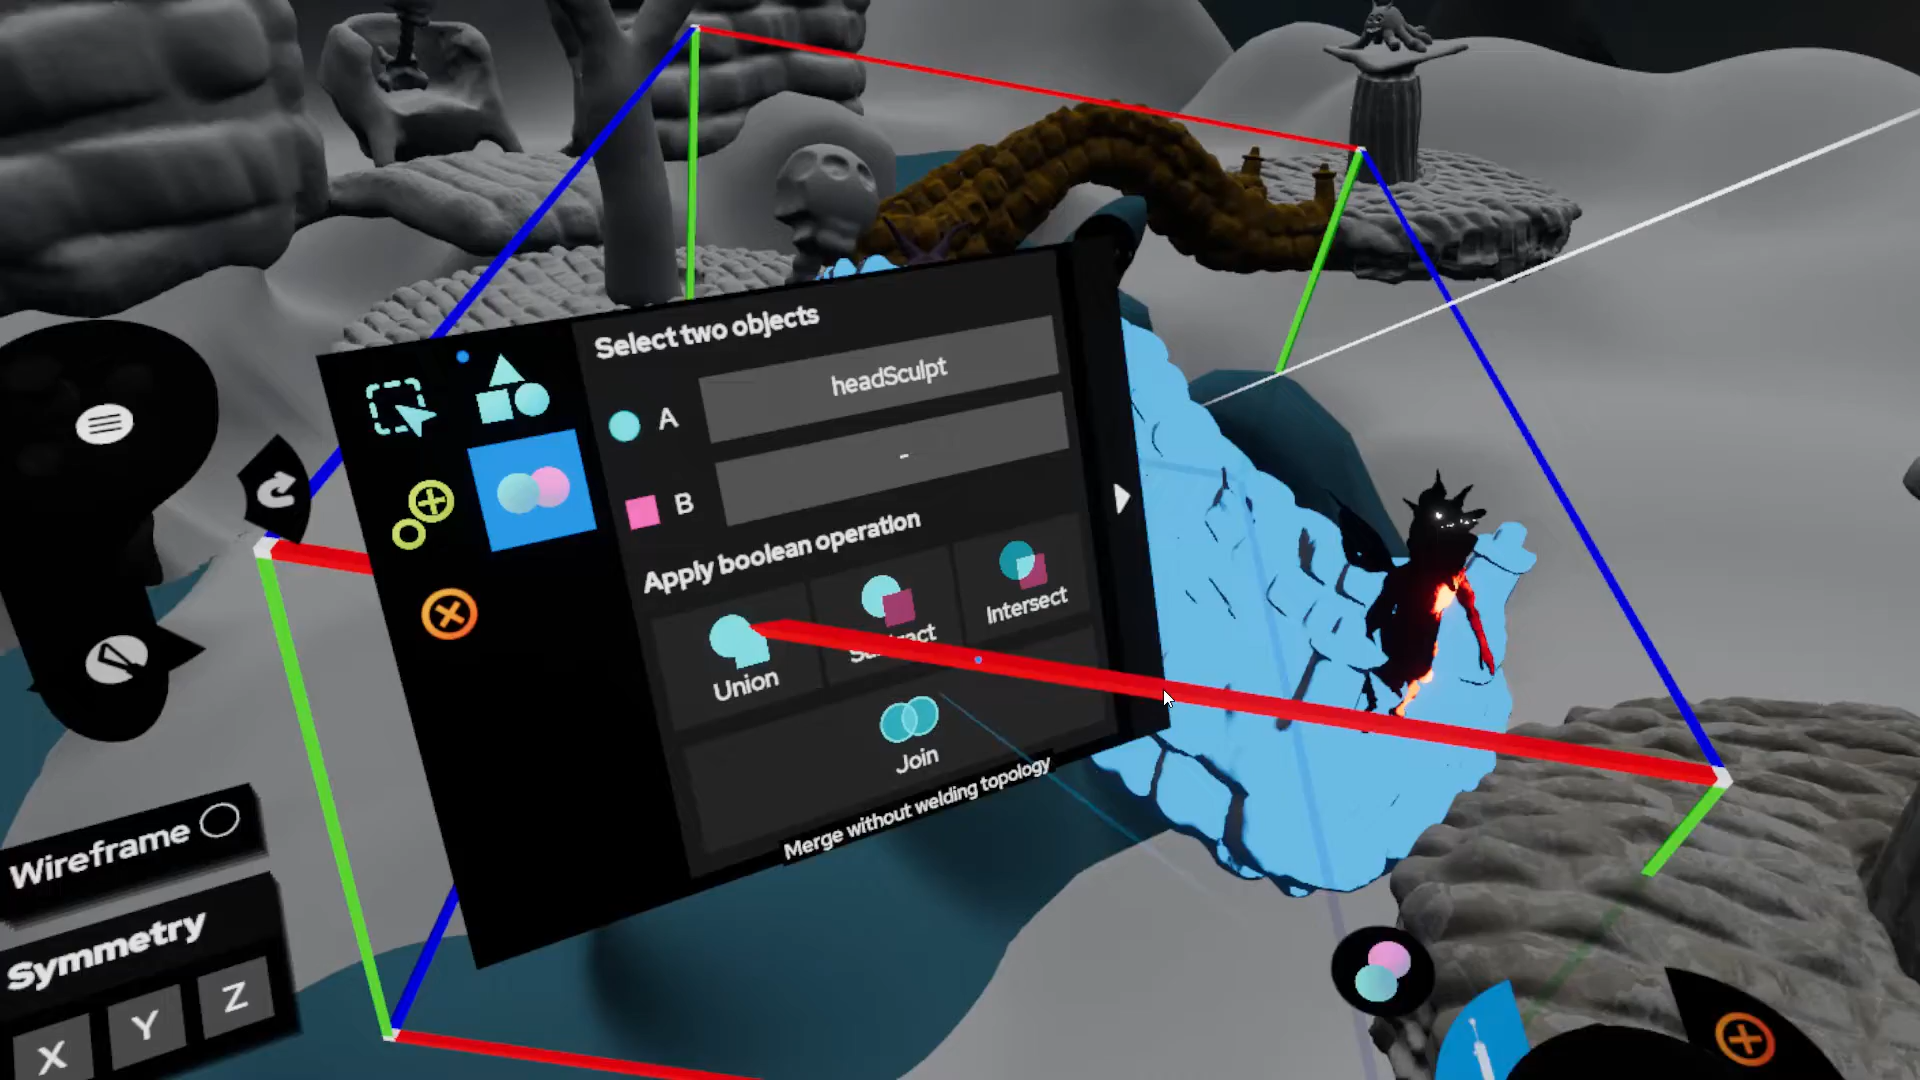 Select two objects
A headSculpt
B -
Apply boolean operation
Union
Intersect
Join
Merge without welding topology
Wireframe
Symmetry
X Y Z